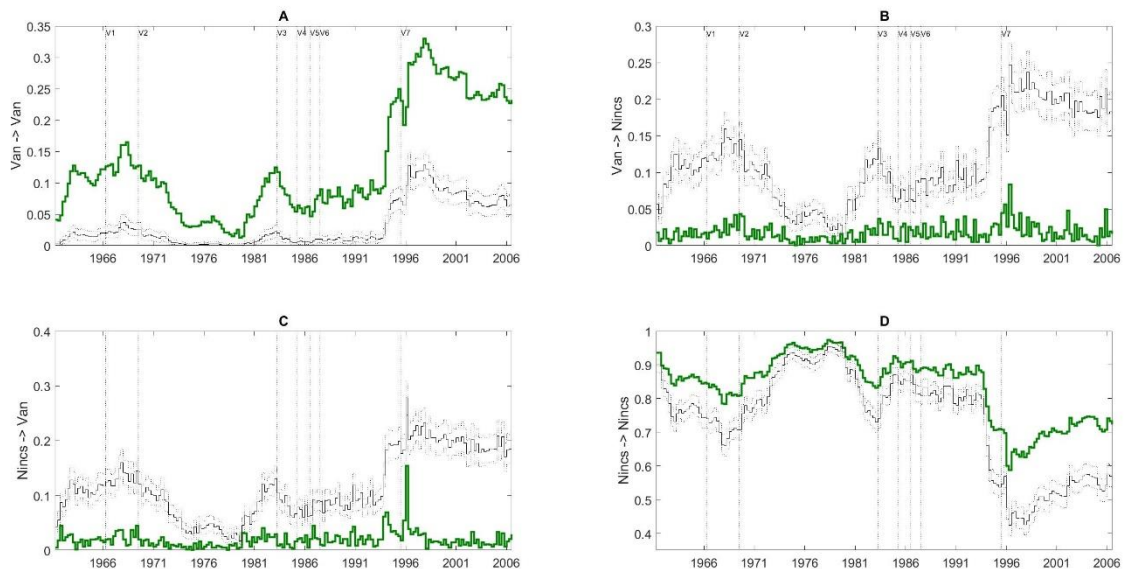 A
0.35
0.3
0.25
0.2
0.15
0.1
0.05
0
Van -> Van
V1
V2
V3
V4
V5
V6
V7
1966 1971 1976 1981 1986 1991 1996 2001 2006
B
0.3
0.25
0.2
0.15
0.1
0.05
0
Van -> Nincs
V1
V2
V3
V4
V5
V6
V7
1966 1971 1976 1981 1986 1991 1996 2001 2006
C
0.4
0.3
0.2
0.1
0
Nincs -> Van
1966 1971 1976 1981 1986 1991 1996 2001 2006
D
1
0.9
0.8
0.7
0.6
0.5
0.4
Nincs -> Nincs
1966 1971 1976 1981 1986 1991 1996 2001 2006